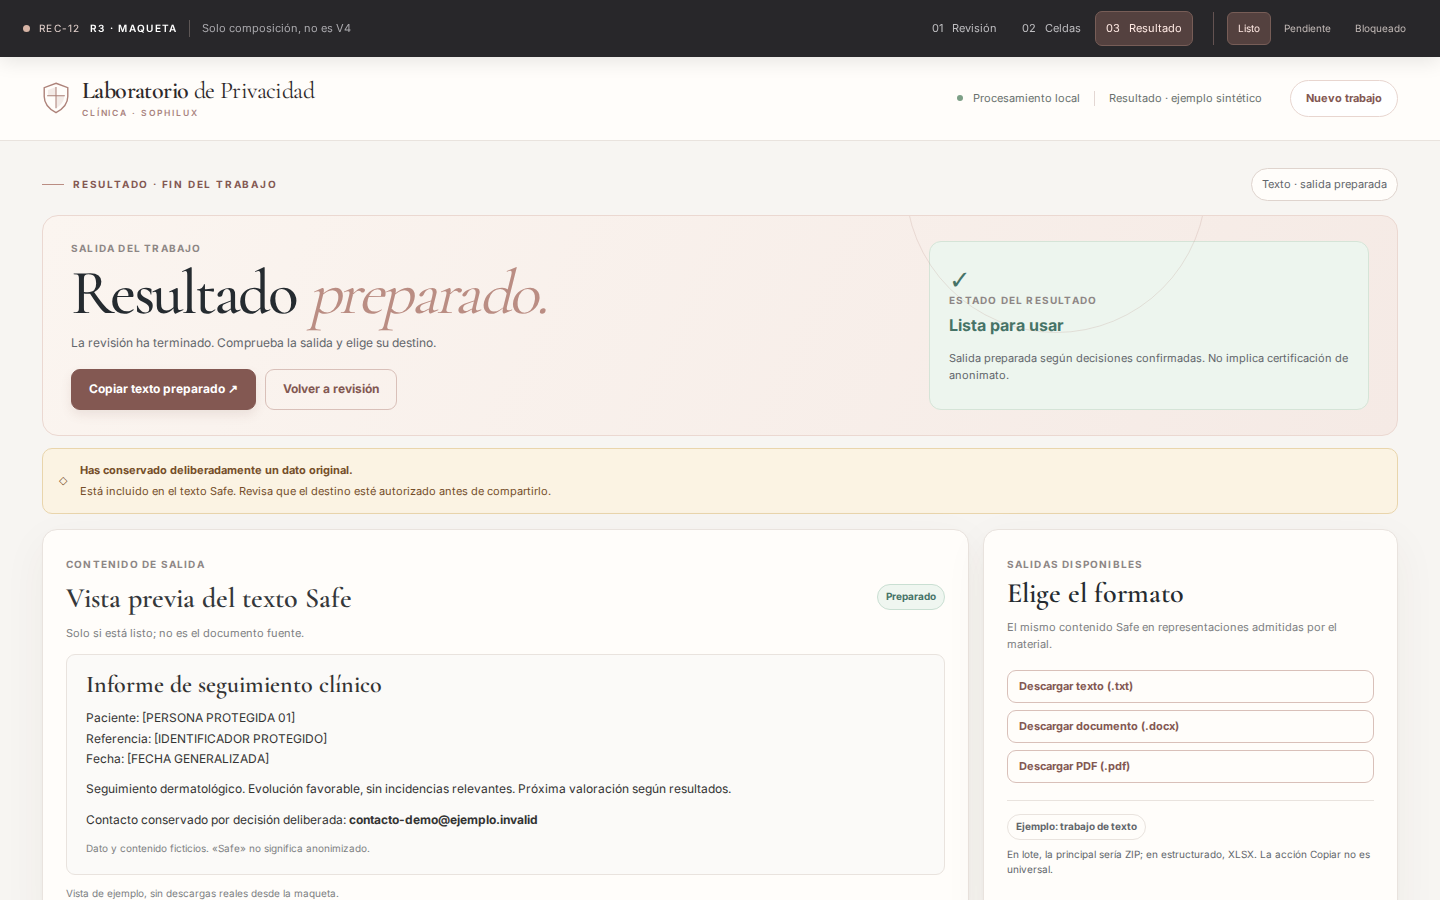 REC-12 R3 · MAQUETA Solo composición, no es V4 01 Revisión 02 Celdas 03 Resultado Listo Pendiente Bloqueado
Laboratorio de Privacidad
CLÍNICA · SOPHILUX
Procesamiento local Resultado · ejemplo sintético Nuevo trabajo
RESULTADO · FIN DEL TRABAJO
Texto · salida preparada
SALIDA DEL TRABAJO
Resultado preparado.
La revisión ha terminado. Comprueba la salida y elige su destino.
Copiar texto preparado ↗ Volver a revisión
✓
ESTADO DEL RESULTADO
Lista para usar
Salida preparada según decisiones confirmadas. No implica certificación de
anonimato.
Has conservado deliberadamente un dato original.
Está incluido en el texto Safe. Revisa que el destino esté autorizado antes de compartirlo.
CONTENIDO DE SALIDA
Vista previa del texto Safe
Preparado
Solo si está listo; no es el documento fuente.
Informe de seguimiento clínico
Paciente: [PERSONA PROTEGIDA 01]
Referencia: [IDENTIFICADOR PROTEGIDO]
Fecha: [FECHA GENERALIZADA]
Seguimiento dermatológico. Evolución favorable, sin incidencias relevantes. Próxima valoración según resultados.
Contacto conservado por decisión deliberada: contacto-demo@ejemplo.invalid
Dato y contenido ficticios. «Safe» no significa anonimizado.
Vista de ejemplo, sin descargas reales desde la maqueta.
SALIDAS DISPONIBLES
Elige el formato
El mismo contenido Safe en representaciones admitidas por el
material.
Descargar texto (.txt)
Descargar documento (.docx)
Descargar PDF (.pdf)
Ejemplo: trabajo de texto
En lote, la principal sería ZIP; en estructurado, XLSX. La acción Copiar no es
universal.